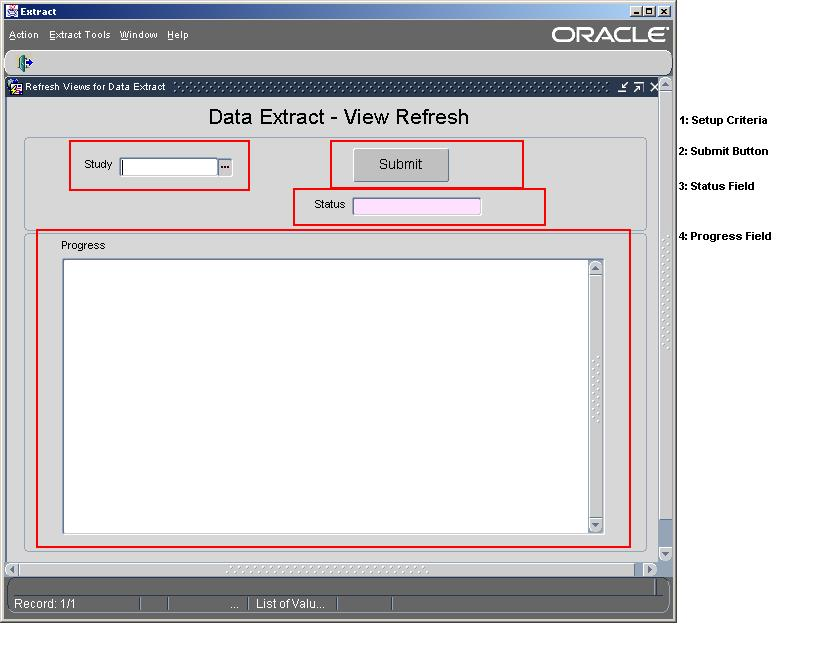 Extract
Action Extract Tools Window Help
ORACLE
Refresh Views for Data Extract
Data Extract - View Refresh
1: Setup Criteria
Study ... Submit
2: Submit Button
3: Status Field
Status
4: Progress Field
Progress
Record: 1/1 ... List of Valu...